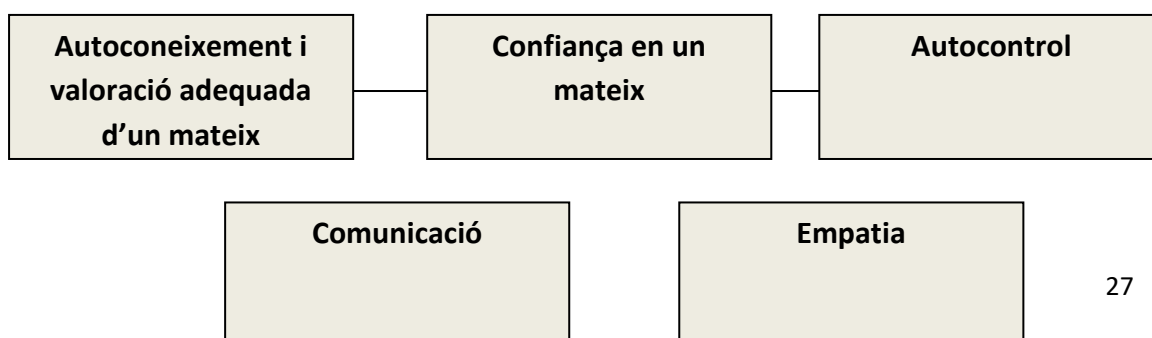 Autoconeixement i
valoració adequada
d’un mateix
Confiança en un
mateix
Autocontrol
Comunicació
Empatia
27